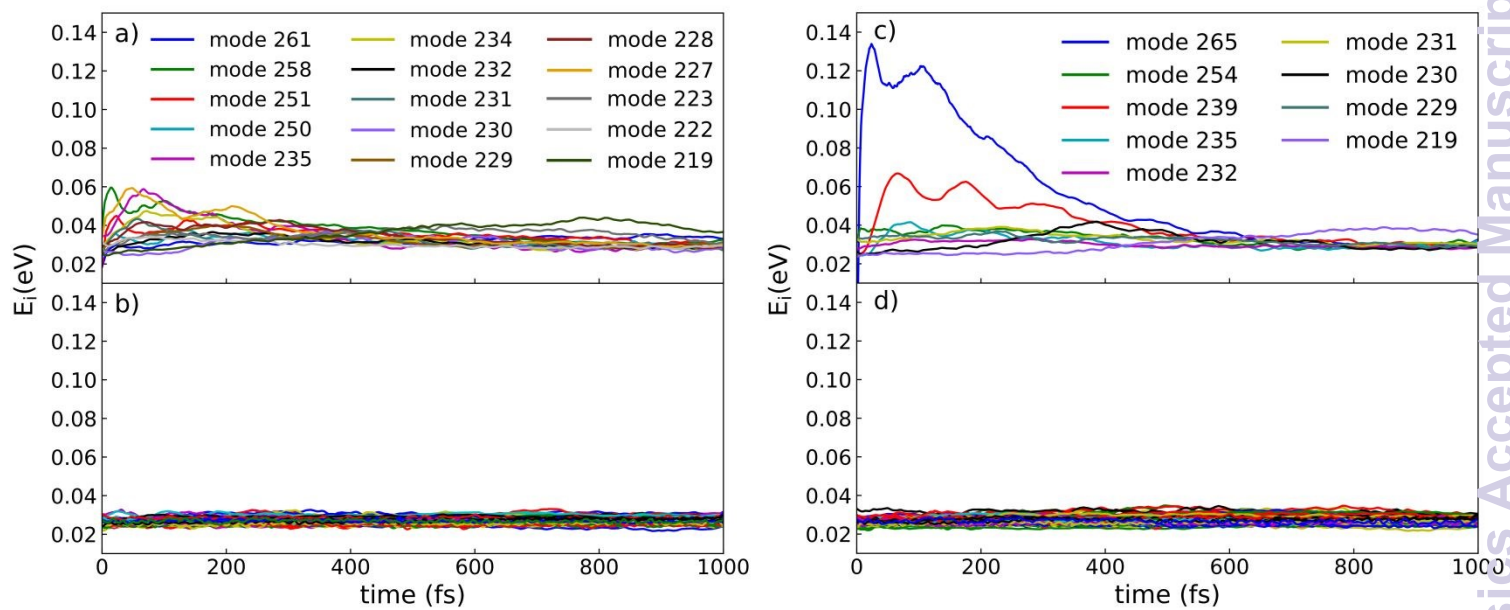 a)
mode 261 mode 234 mode 228
mode 258 mode 232 mode 227
mode 251 mode 231 mode 223
mode 250 mode 230 mode 222
mode 235 mode 229 mode 219
0.14
0.12
0.10
0.08
0.06
0.04
0.02
E_i(eV)
b)
0.14
0.12
0.10
0.08
0.06
0.04
0.02
0 200 400 600 800 1000
time (fs)
c)
mode 265 mode 231
mode 254 mode 230
mode 239 mode 229
mode 235 mode 219
mode 232
0.14
0.12
0.10
0.08
0.06
0.04
0.02
E_i(eV)
d)
0.14
0.12
0.10
0.08
0.06
0.04
0.02
0 200 400 600 800 1000
time (fs)
Accepted